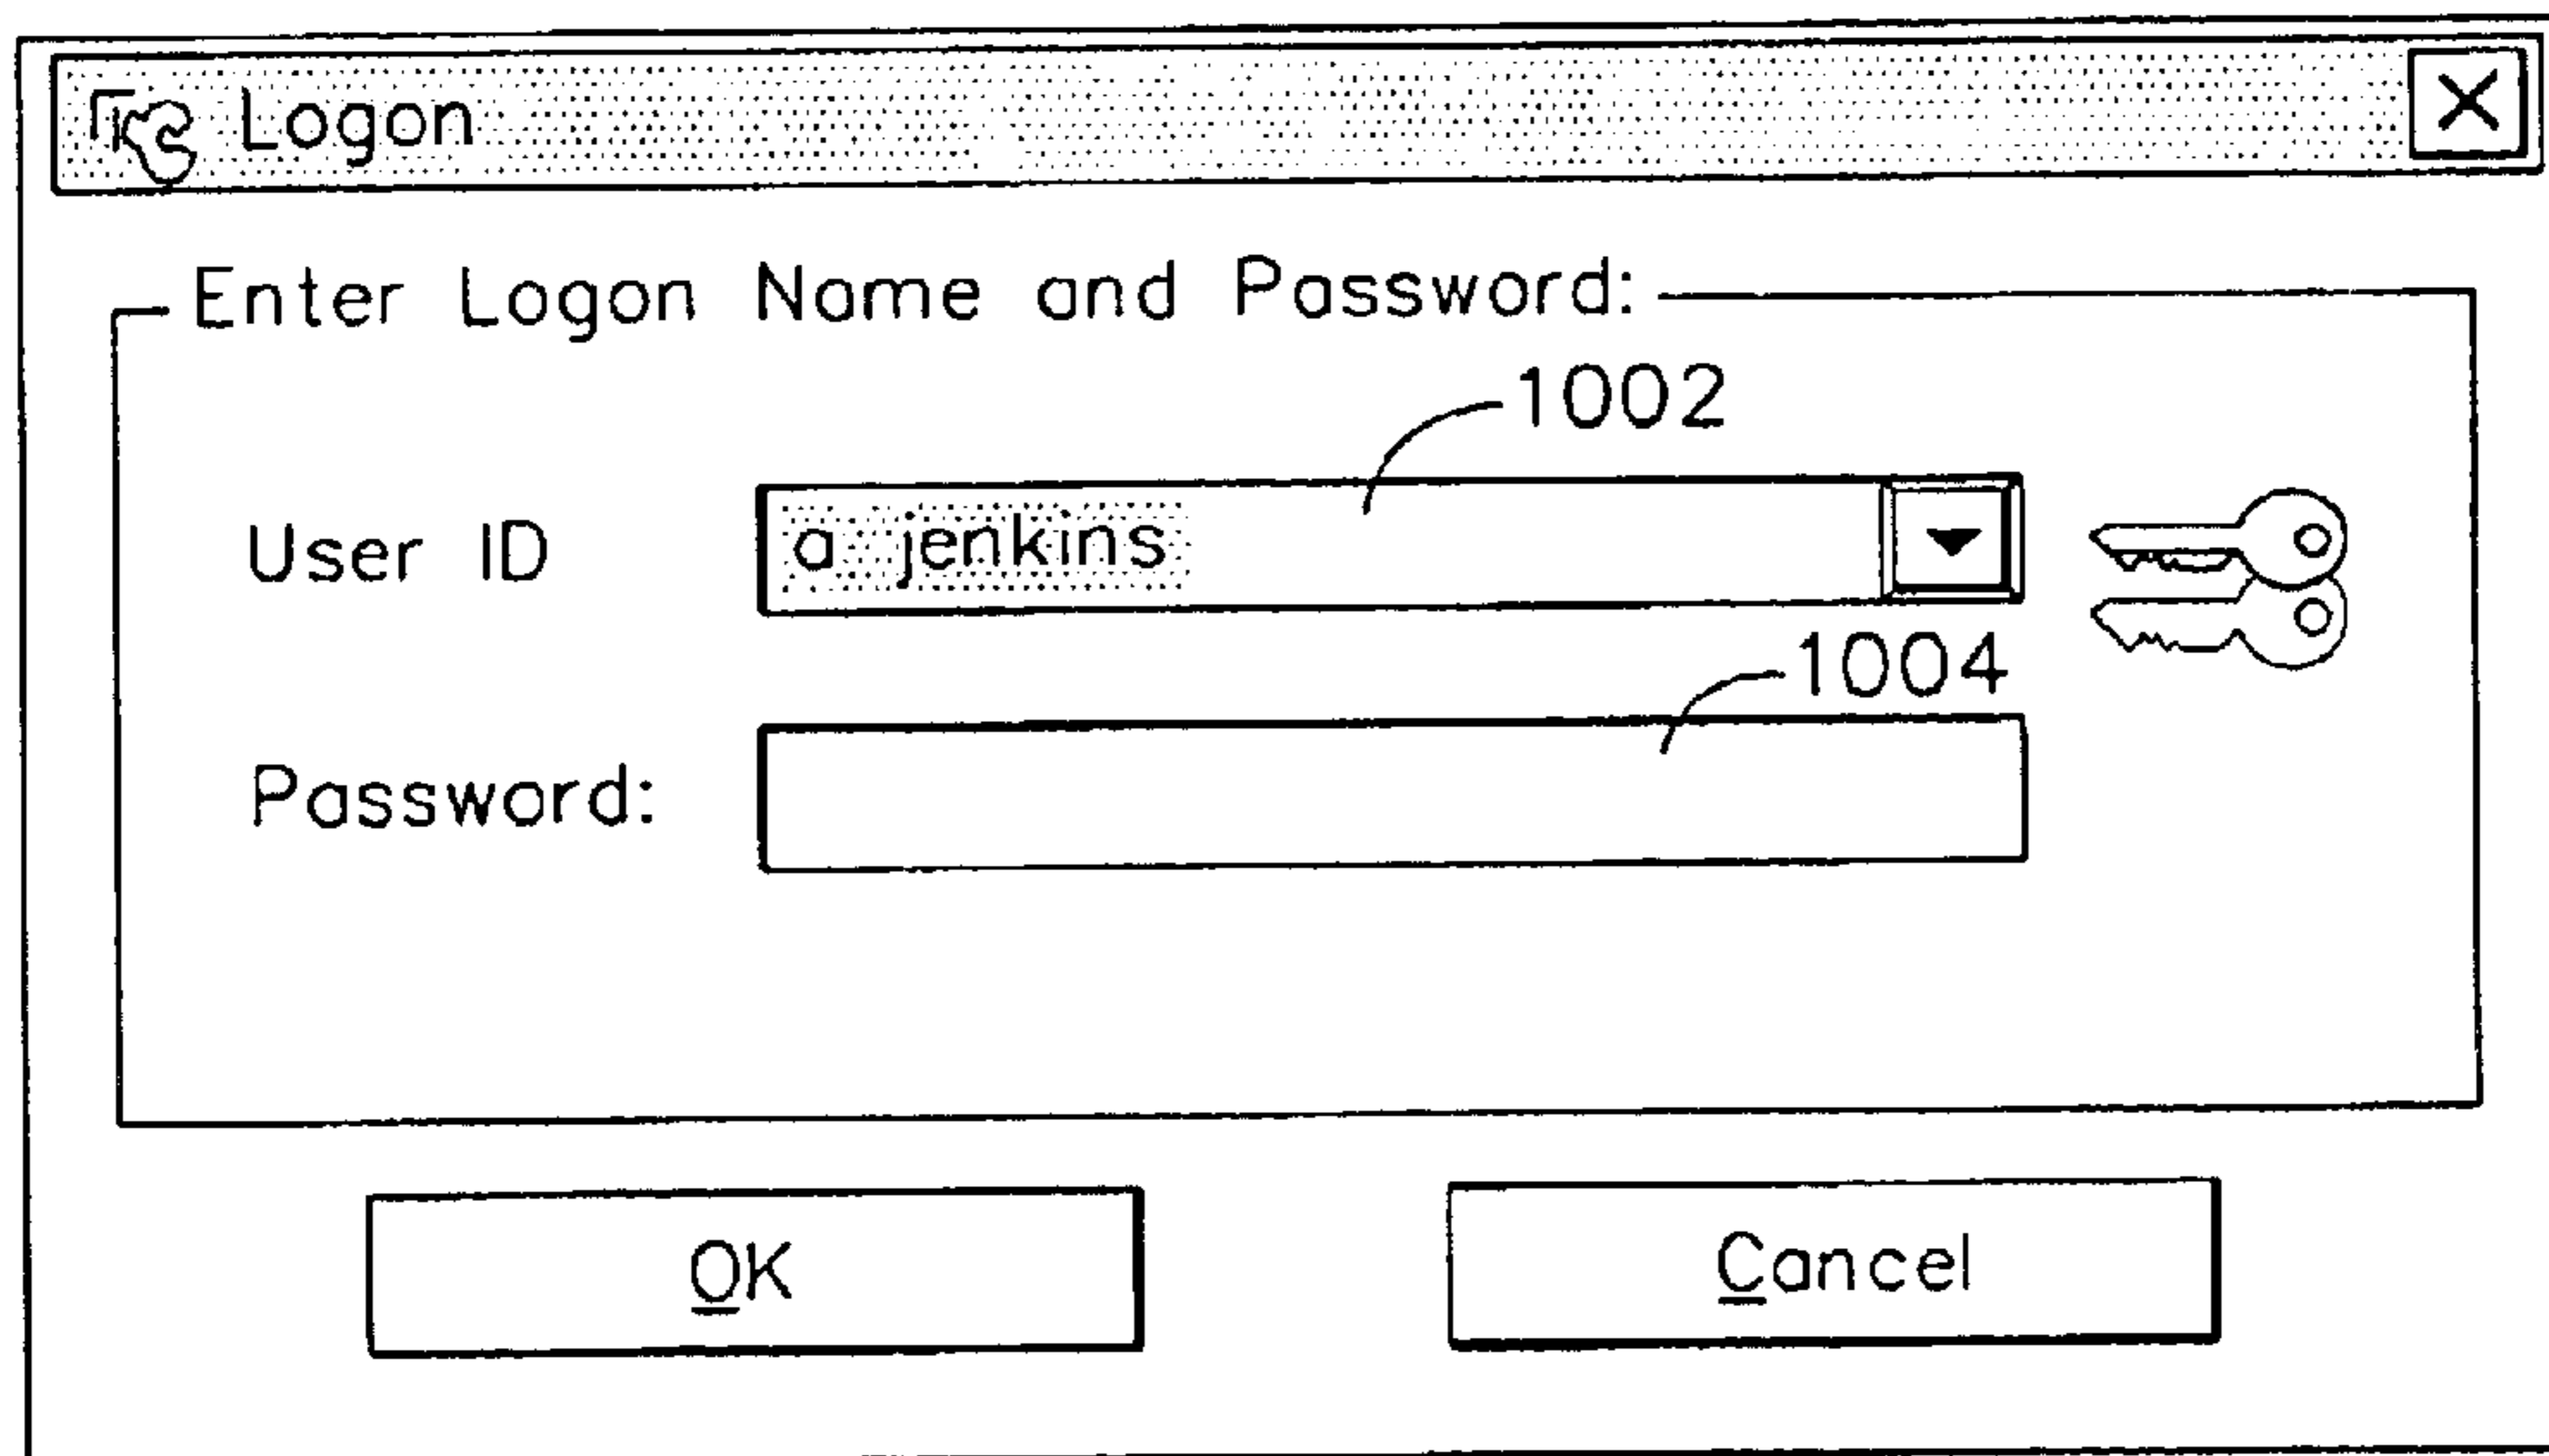 Logon
Enter Logon Name and Password:
1002
User ID a jenkins
1004
Password:
OK Cancel